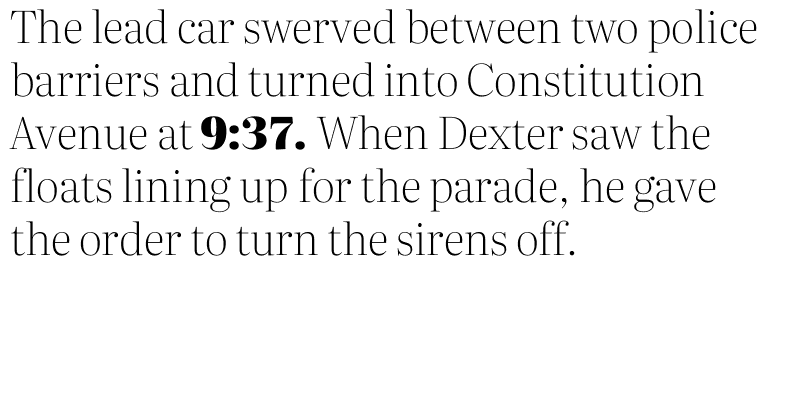 The lead car swerved between two police
barriers and turned into Constitution
Avenue at 9:37. When Dexter saw the
floats lining up for the parade, he gave
the order to turn the sirens off.